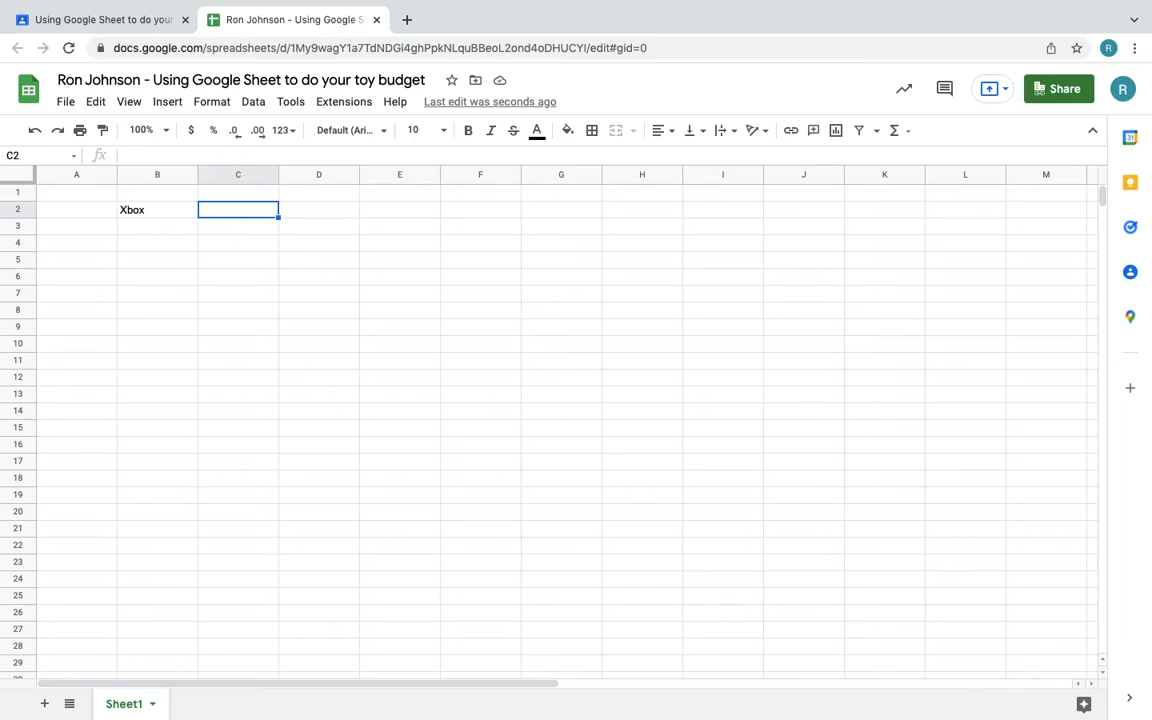 Using Google Sheet to do your
Ron Johnson - Using Google S
docs.google.com/spreadsheets/d/1My9wagY1a7TdNDGi4ghPpkNLquBBeoL2ond4oDHUCYI/edit#gid=0
R
Ron Johnson - Using Google Sheet to do your toy budget
Share
R
File Edit View Insert Format Data Tools Extensions Help Last edit was seconds ago
100% $ % .0 .00 123 Default (Ari... 10 B I S A Σ
C2 fx
A B C D E F G H I J K L M
1
2 Xbox
3
4
5
6
7
8
9
10
11
12
13
14
15
16
17
18
19
20
21
22
23
24
25
26
27
28
29
Sheet1
31